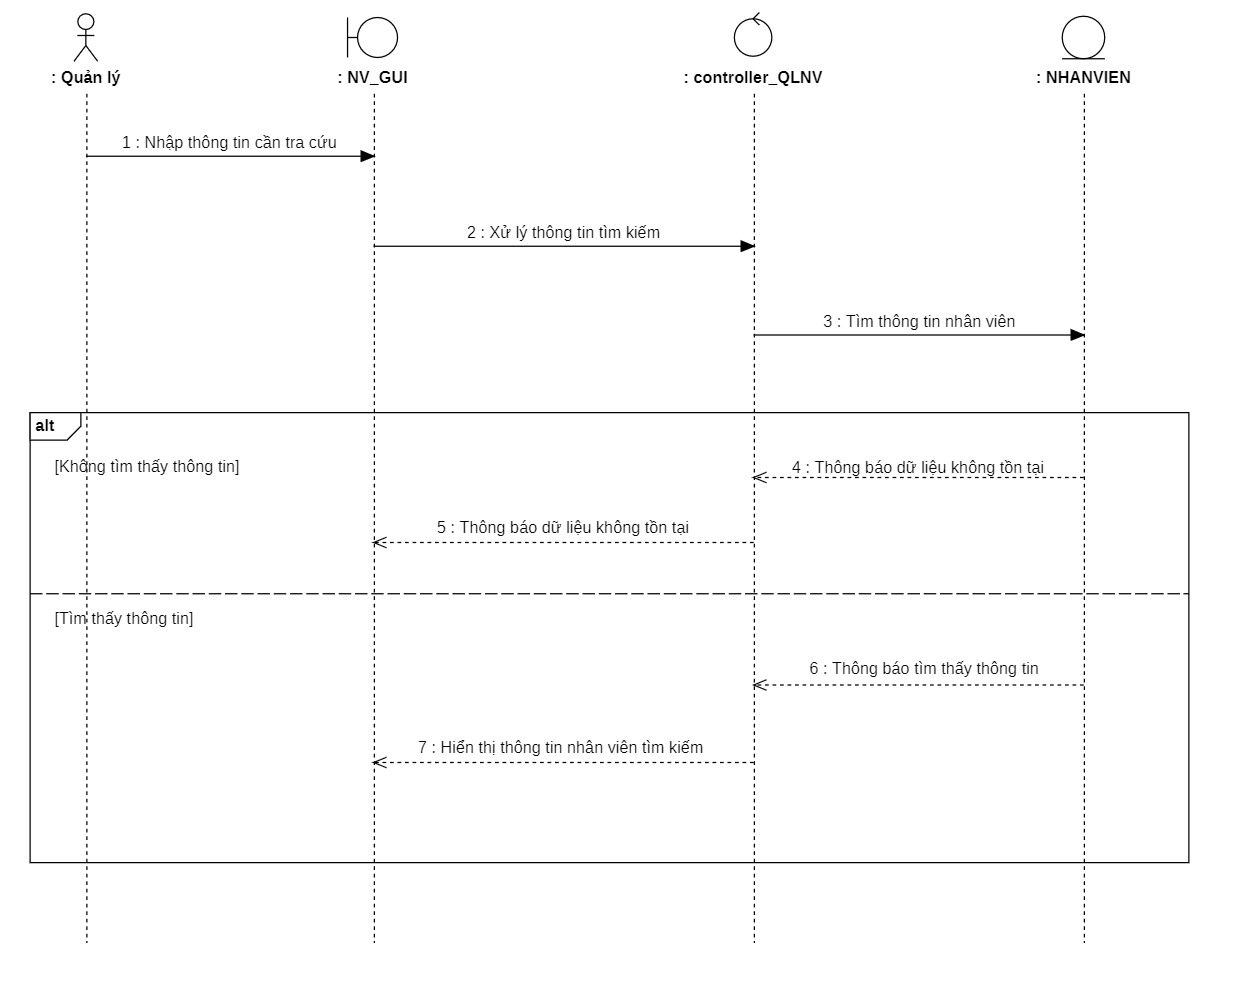 : Quản lý
: NV_GUI
: controller_QLNV
: NHANVIEN
1 : Nhập thông tin cần tra cứu
2 : Xử lý thông tin tìm kiếm
3 : Tìm thông tin nhân viên
alt
[Không tìm thấy thông tin]
4 : Thông báo dữ liệu không tồn tại
5 : Thông báo dữ liệu không tồn tại
[Tìm thấy thông tin]
6 : Thông báo tìm thấy thông tin
7 : Hiển thị thông tin nhân viên tìm kiếm